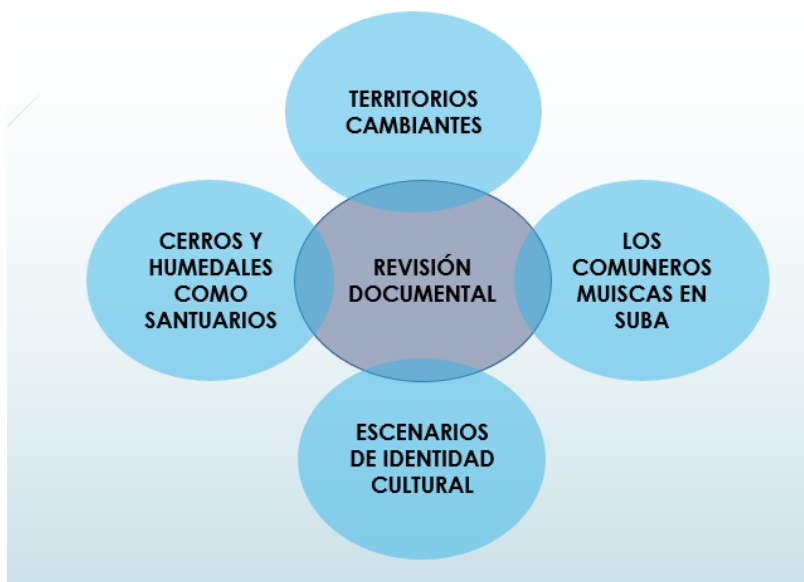 TERRITORIOS
CAMBIANTES
CERROS Y
HUMEDALES
COMO
SANTUARIOS
REVISIÓN
DOCUMENTAL
LOS
COMUNEROS
MUISCAS EN
SUBA
ESCENARIOS
DE IDENTIDAD
CULTURAL